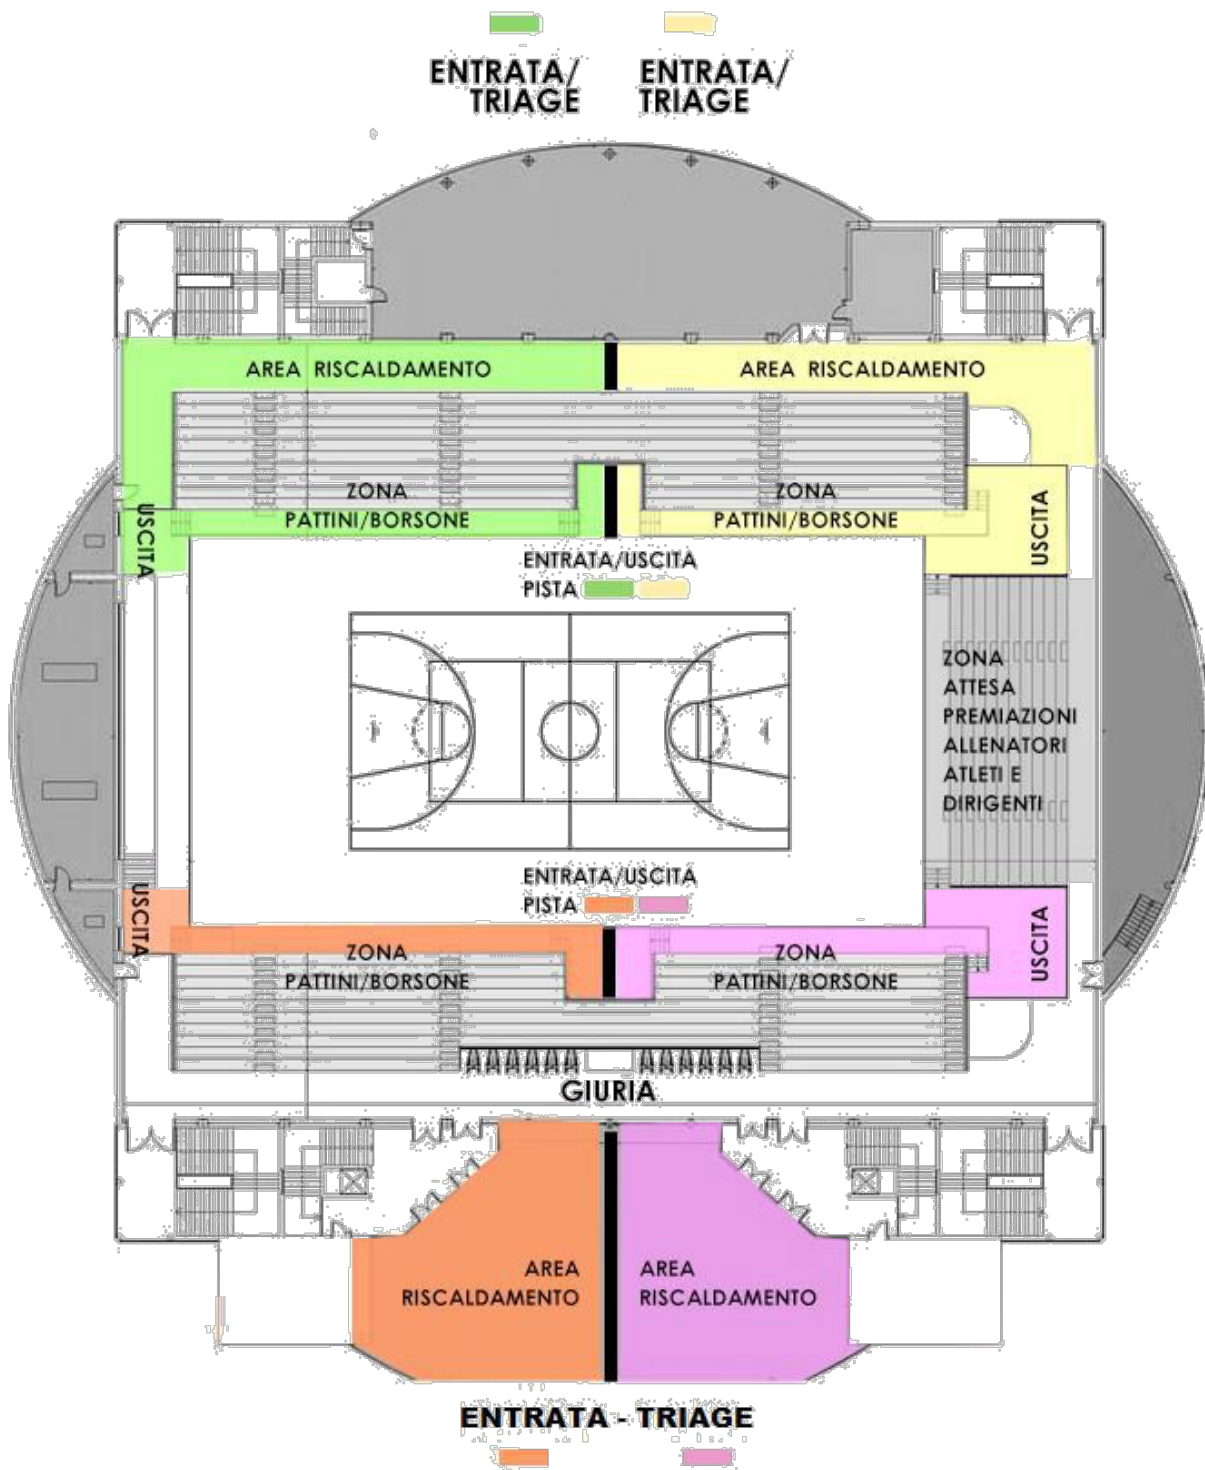 ENTRATA/
TRIAGE
ENTRATA/
TRIAGE
AREA RISCALDAMENTO
AREA RISCALDAMENTO
ZONA
PATTINI/BORSONE
ZONA
PATTINI/BORSONE
USCITA
USCITA
ENTRATA/USCITA
PISTA
ZONA
ATTESA
PREMIAZIONI
ALLENATORI
ATLETI E
DIRIGENTI
ENTRATA/USCITA
PISTA
USCITA
ZONA
PATTINI/BORSONE
ZONA
PATTINI/BORSONE
USCITA
GIURIA
AREA
RISCALDAMENTO
AREA
RISCALDAMENTO
ENTRATA - TRIAGE